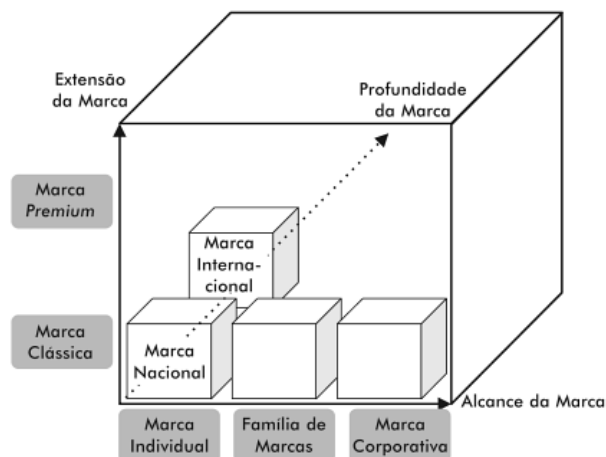 Extensão
da Marca
Profundidade
da Marca
Marca
Premium
Marca
Interna-
cional
Marca
Clássica
Marca
Nacional
Alcance da Marca
Marca
Individual
Família de
Marcas
Marca
Corporativa